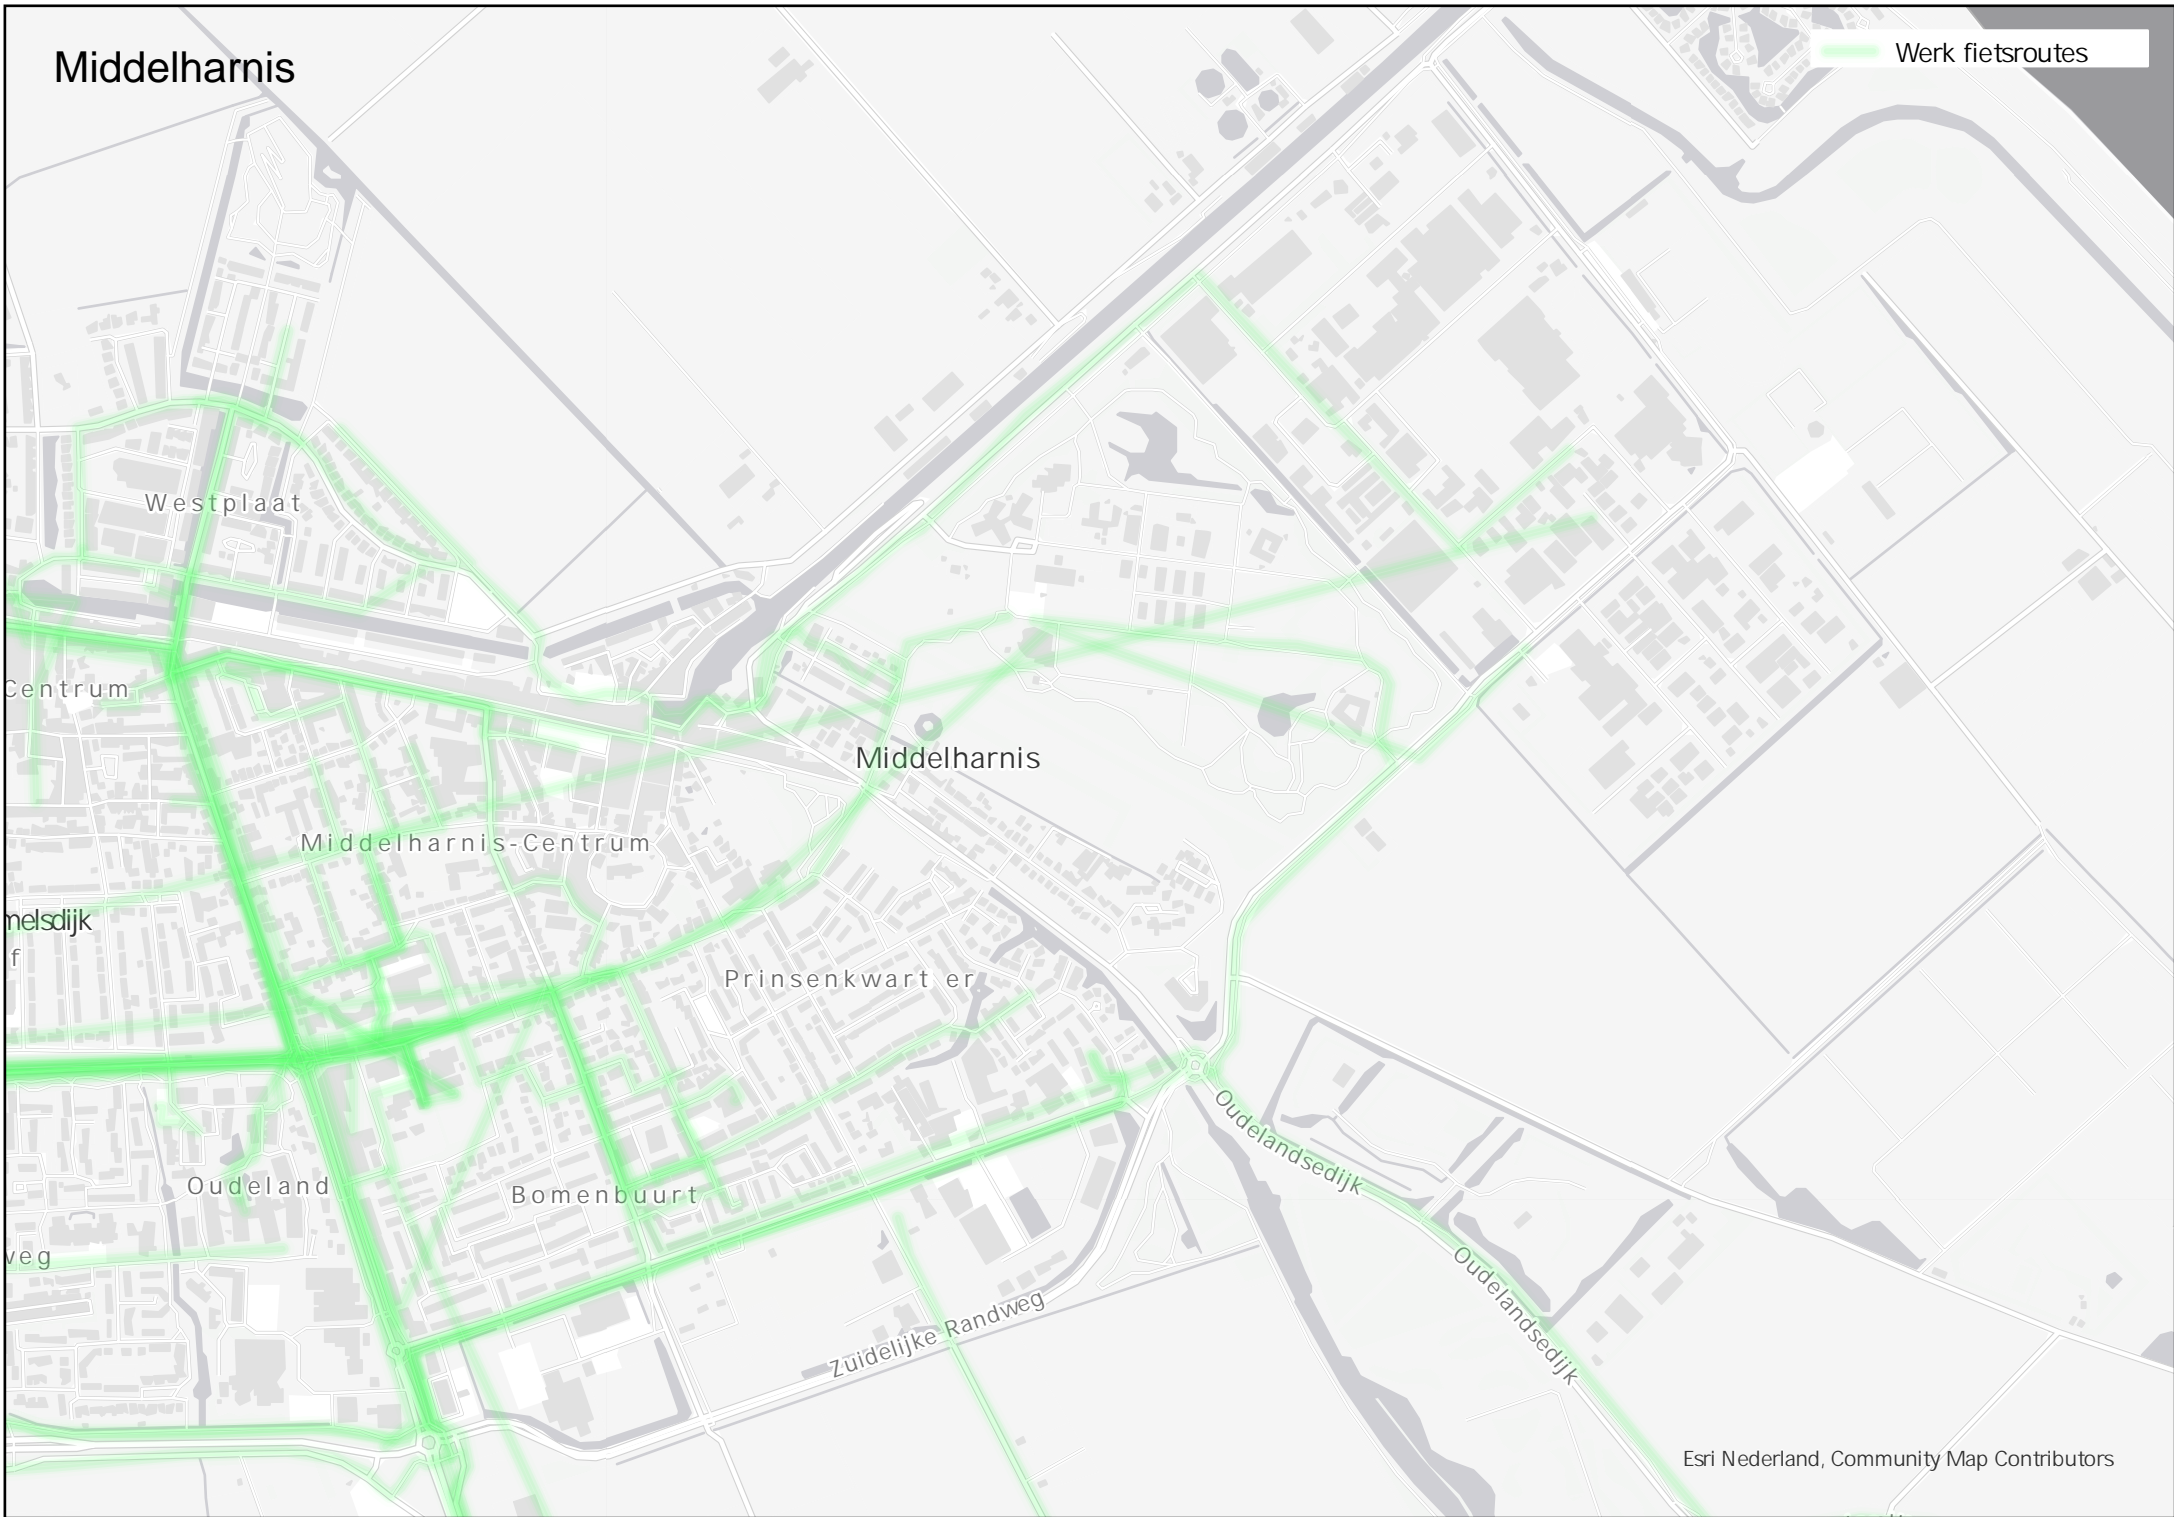 Middelharnis
Werk fietsroutes
Westplaat
Centrum
Middelharnis
Middelharnis-Centrum
melsdijk
f
Prinsenkwart er
Oudelandsedijk
Oudeland
Bomenbuurt
weg
Oudelandsedijk
Zuidelijke Randweg
Esri Nederland, Community Map Contributors